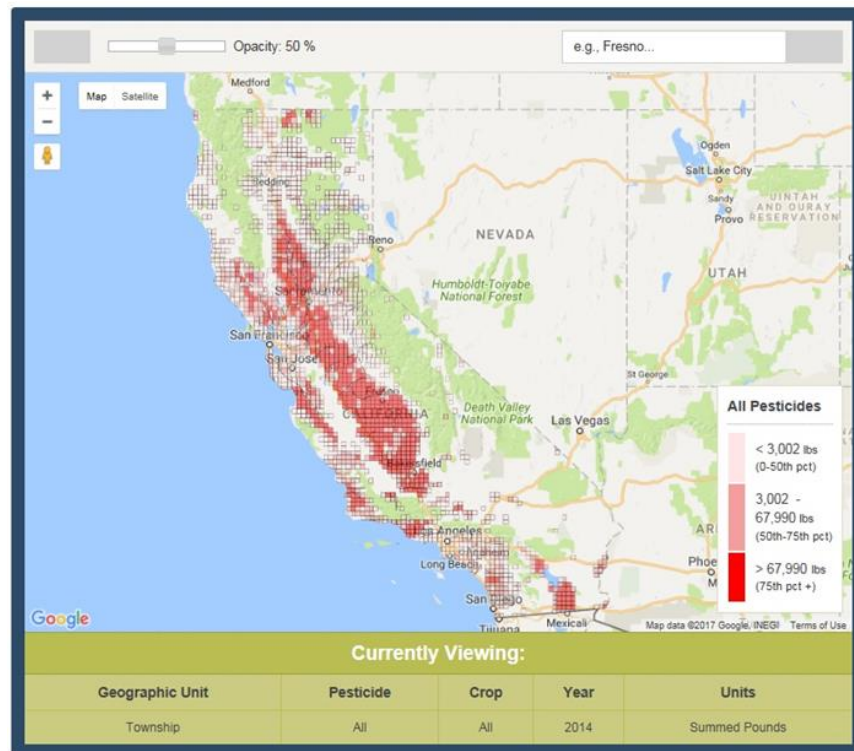 Opacity: 50 %
e.g., Fresno...
Map Satellite
Medford
Redding
Ogden
Salt Lake City
Sandy
Provo
UINTAH
AND OURAY
RESERVATION
Reno
NEVADA
UTAH
Humboldt-Toiyabe
National Forest
Sacramento
San Francisco
San Jose
Fresno
CALIFORNIA
St George
Death Valley
National Park
Las Vegas
Bakersfield
Los Angeles
Anaheim
Long Beach
San Diego
Tijuana
Mexicali
All Pesticides
< 3,002 lbs
(0-50th pct)
3,002 -
67,990 lbs
(50th-75th pct)
> 67,990 lbs
(75th pct +)
Google
Map data ©2017 Google, INEGI Terms of Use
Currently Viewing:
Geographic Unit Pesticide Crop Year Units
Township All All 2014 Summed Pounds